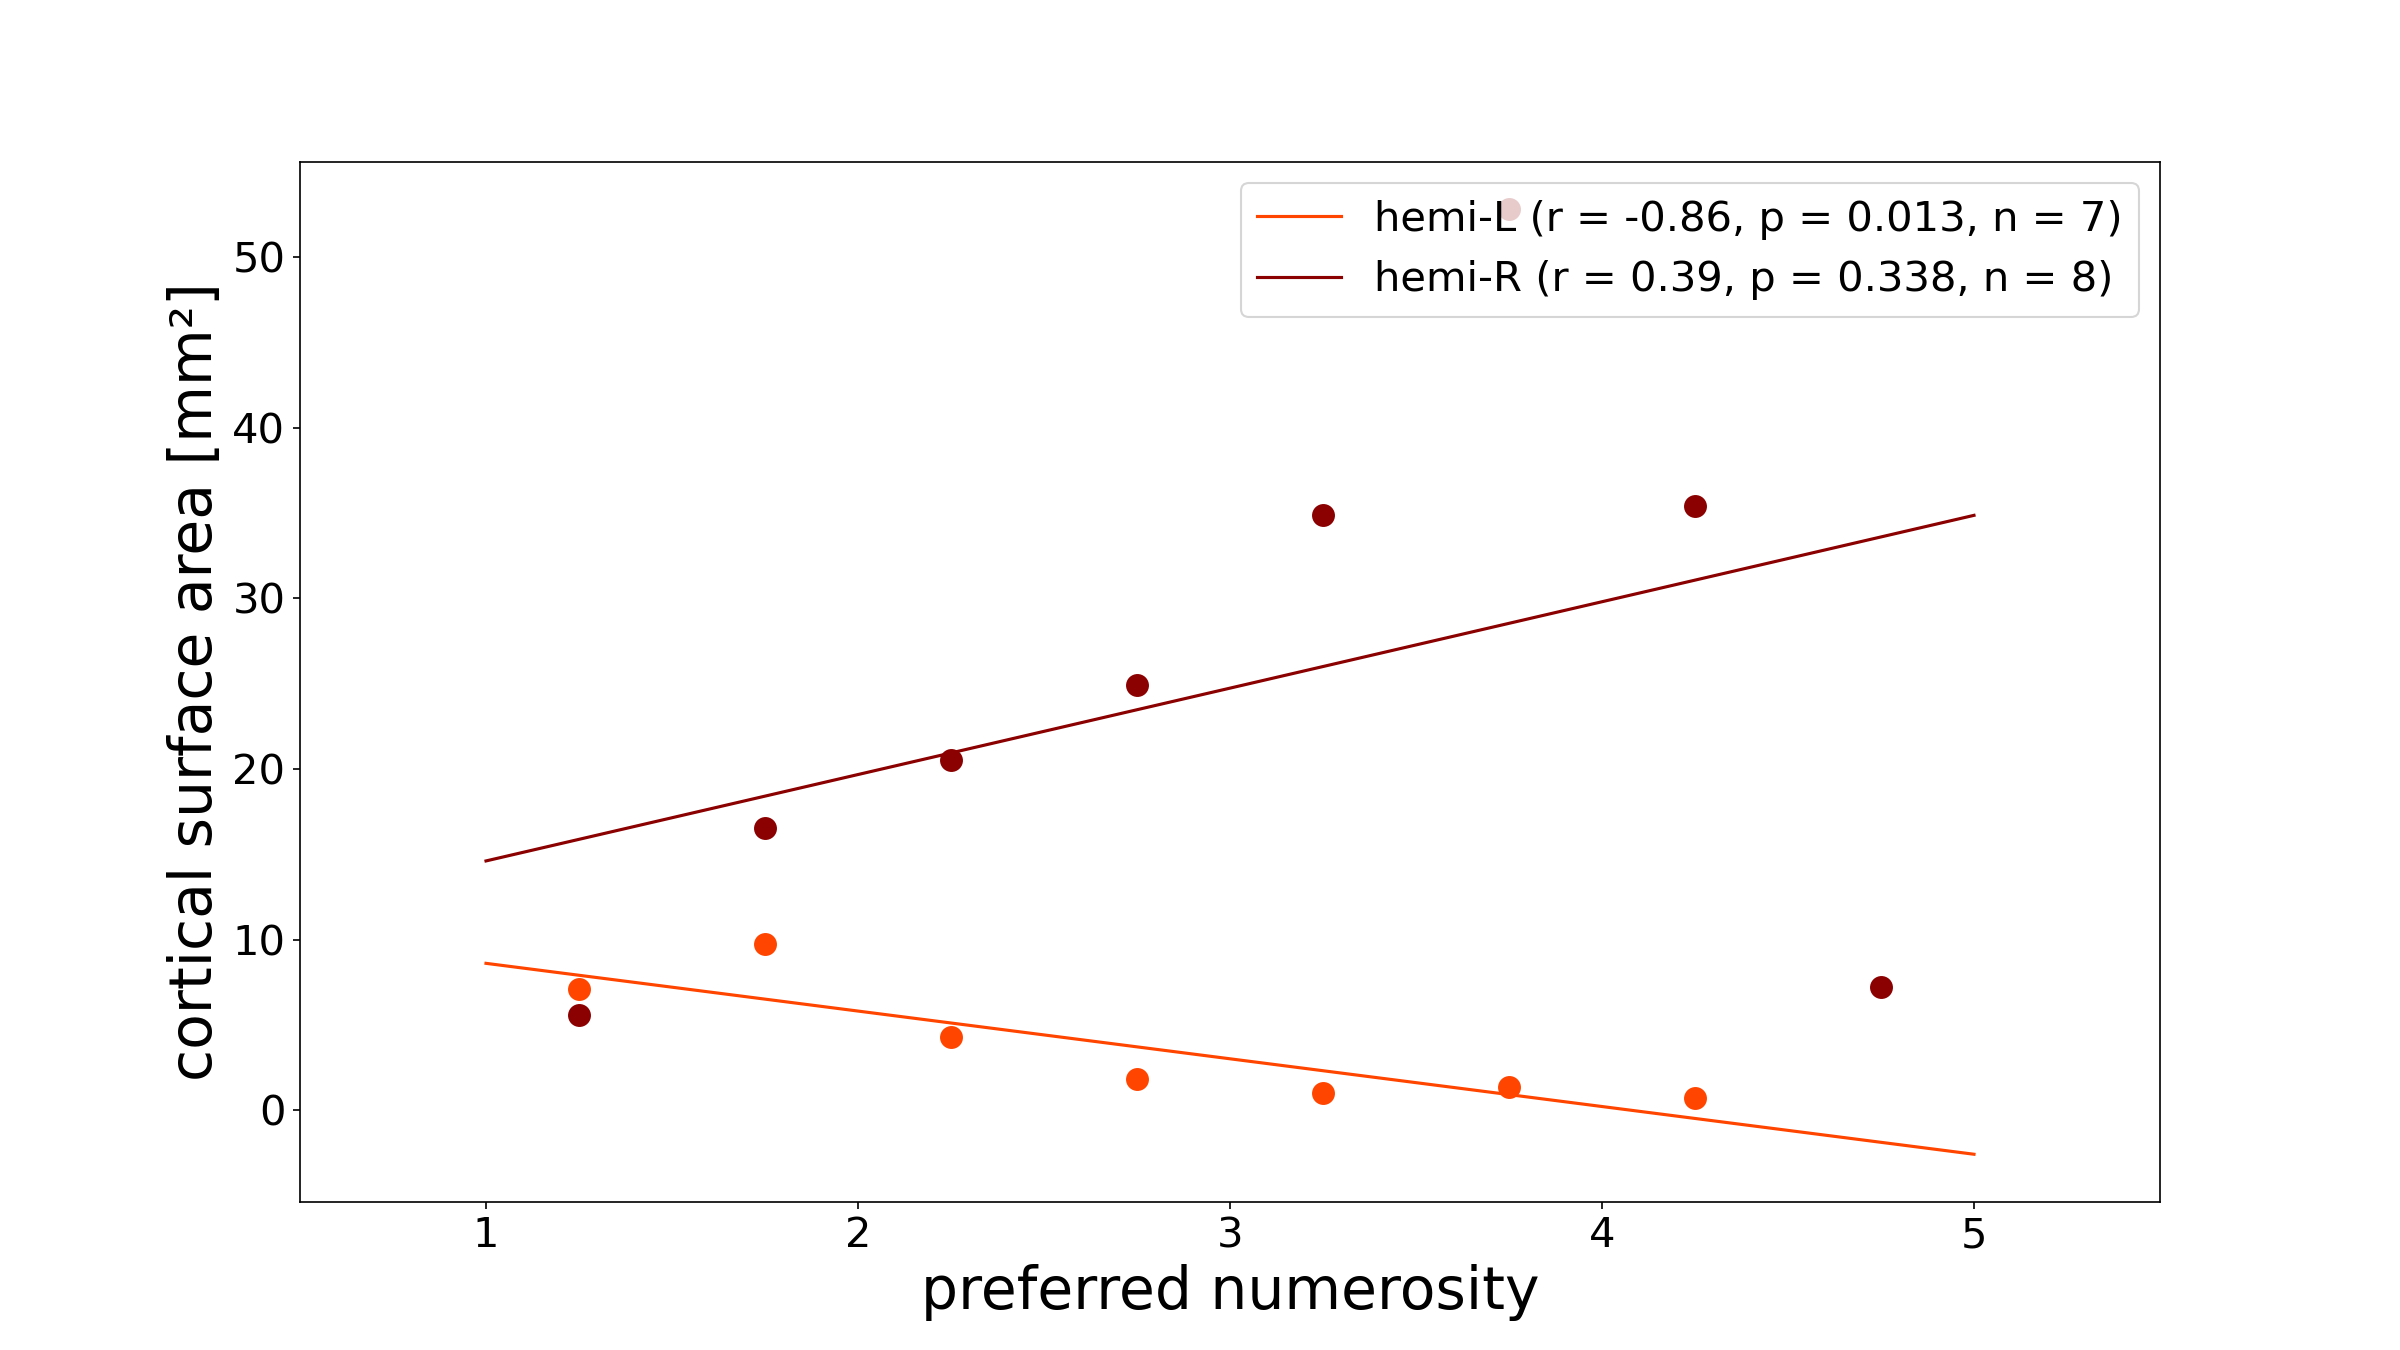 hemi-L (r = -0.86, p = 0.013, n = 7)
hemi-R (r = 0.39, p = 0.338, n = 8)
cortical surface area [mm²]
50
40
30
20
10
0
1 2 3 4 5
preferred numerosity